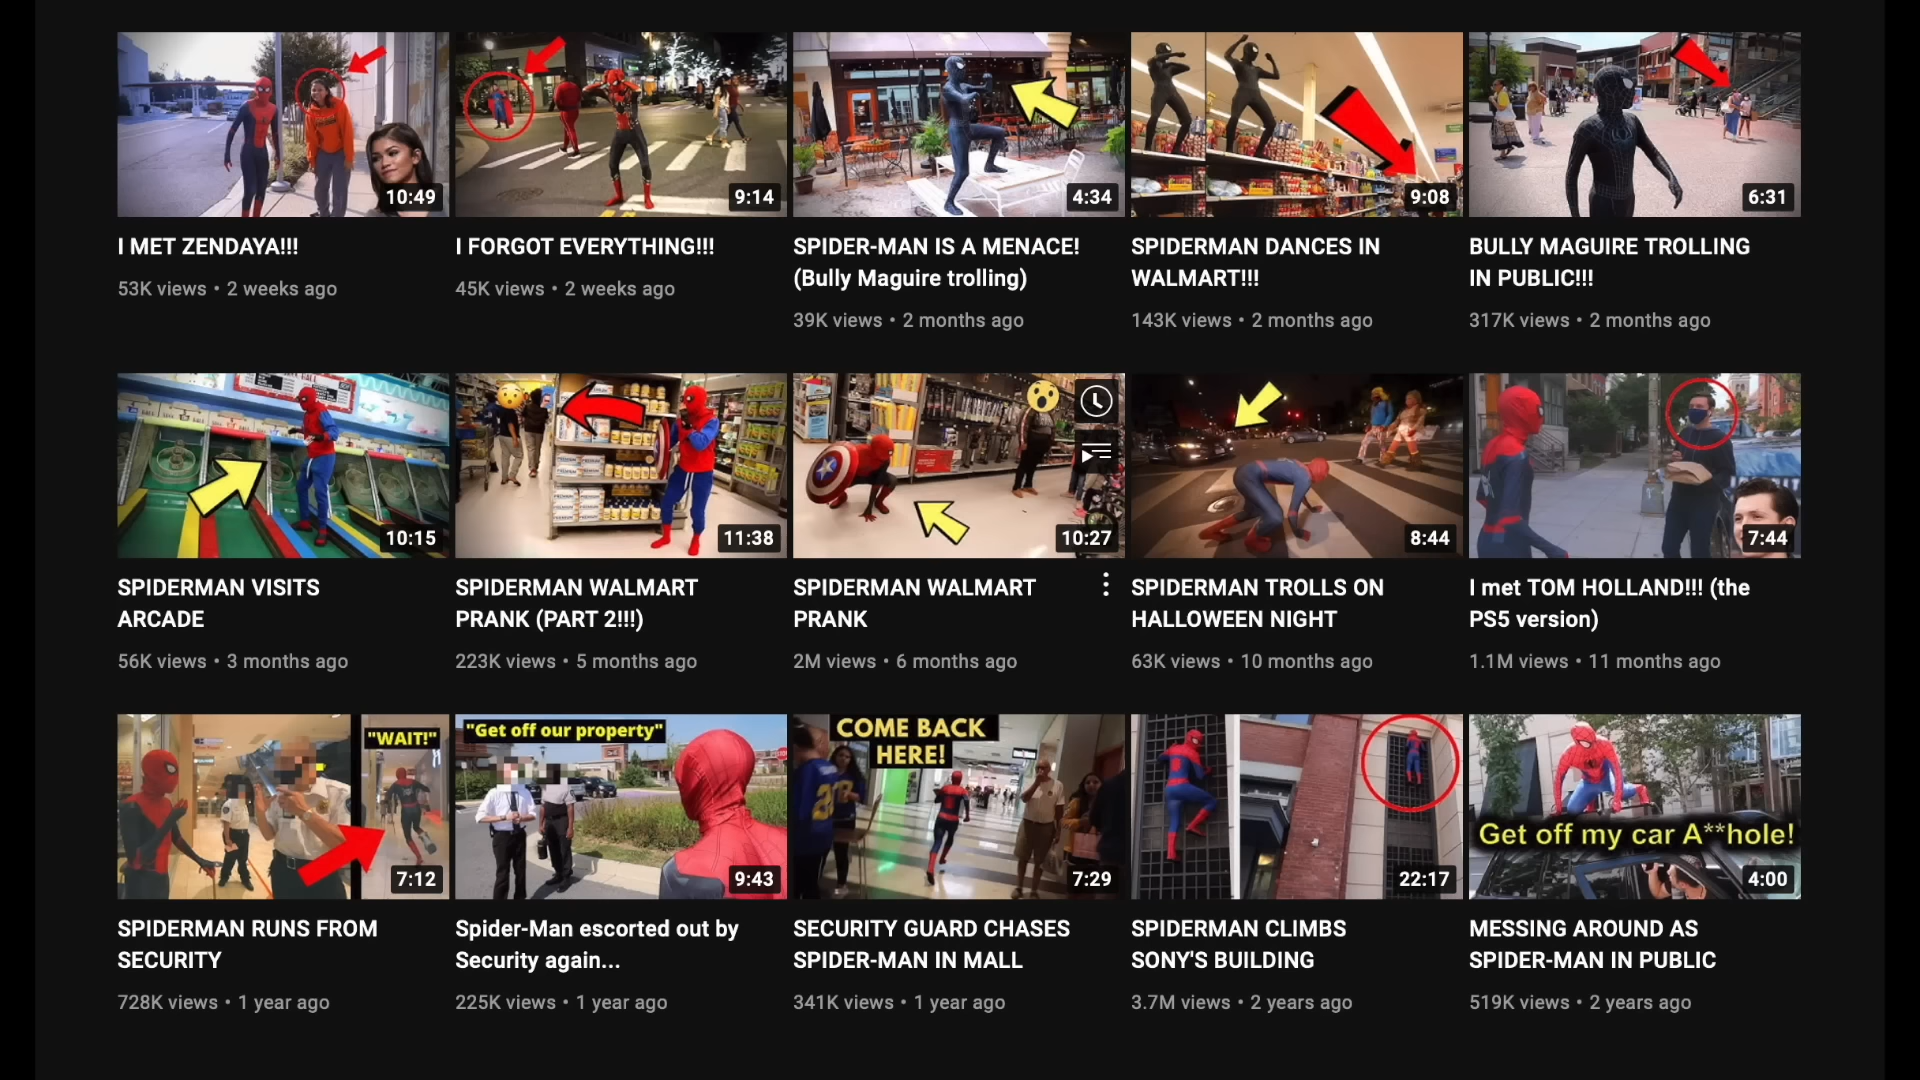 10:49
9:14
4:34
9:08
6:31
I MET ZENDAYA!!!
53K views • 2 weeks ago
I FORGOT EVERYTHING!!!
45K views • 2 weeks ago
SPIDER-MAN IS A MENACE!
(Bully Maguire trolling)
39K views • 2 months ago
SPIDERMAN DANCES IN
WALMART!!!
143K views • 2 months ago
BULLY MAGUIRE TROLLING
IN PUBLIC!!!
317K views • 2 months ago
10:15
11:38
10:27
8:44
7:44
SPIDERMAN VISITS
ARCADE
56K views • 3 months ago
SPIDERMAN WALMART
PRANK (PART 2!!!)
223K views • 5 months ago
SPIDERMAN WALMART
PRANK
2M views • 6 months ago
SPIDERMAN TROLLS ON
HALLOWEEN NIGHT
63K views • 10 months ago
I met TOM HOLLAND!!! (the
PS5 version)
1.1M views • 11 months ago
"WAIT!"
7:12
"Get off our property"
9:43
COME BACK
HERE!
7:29
22:17
Get off my car A**hole!
4:00
SPIDERMAN RUNS FROM
SECURITY
728K views • 1 year ago
Spider-Man escorted out by
Security again...
225K views • 1 year ago
SECURITY GUARD CHASES
SPIDER-MAN IN MALL
341K views • 1 year ago
SPIDERMAN CLIMBS
SONY'S BUILDING
3.7M views • 2 years ago
MESSING AROUND AS
SPIDER-MAN IN PUBLIC
519K views • 2 years ago